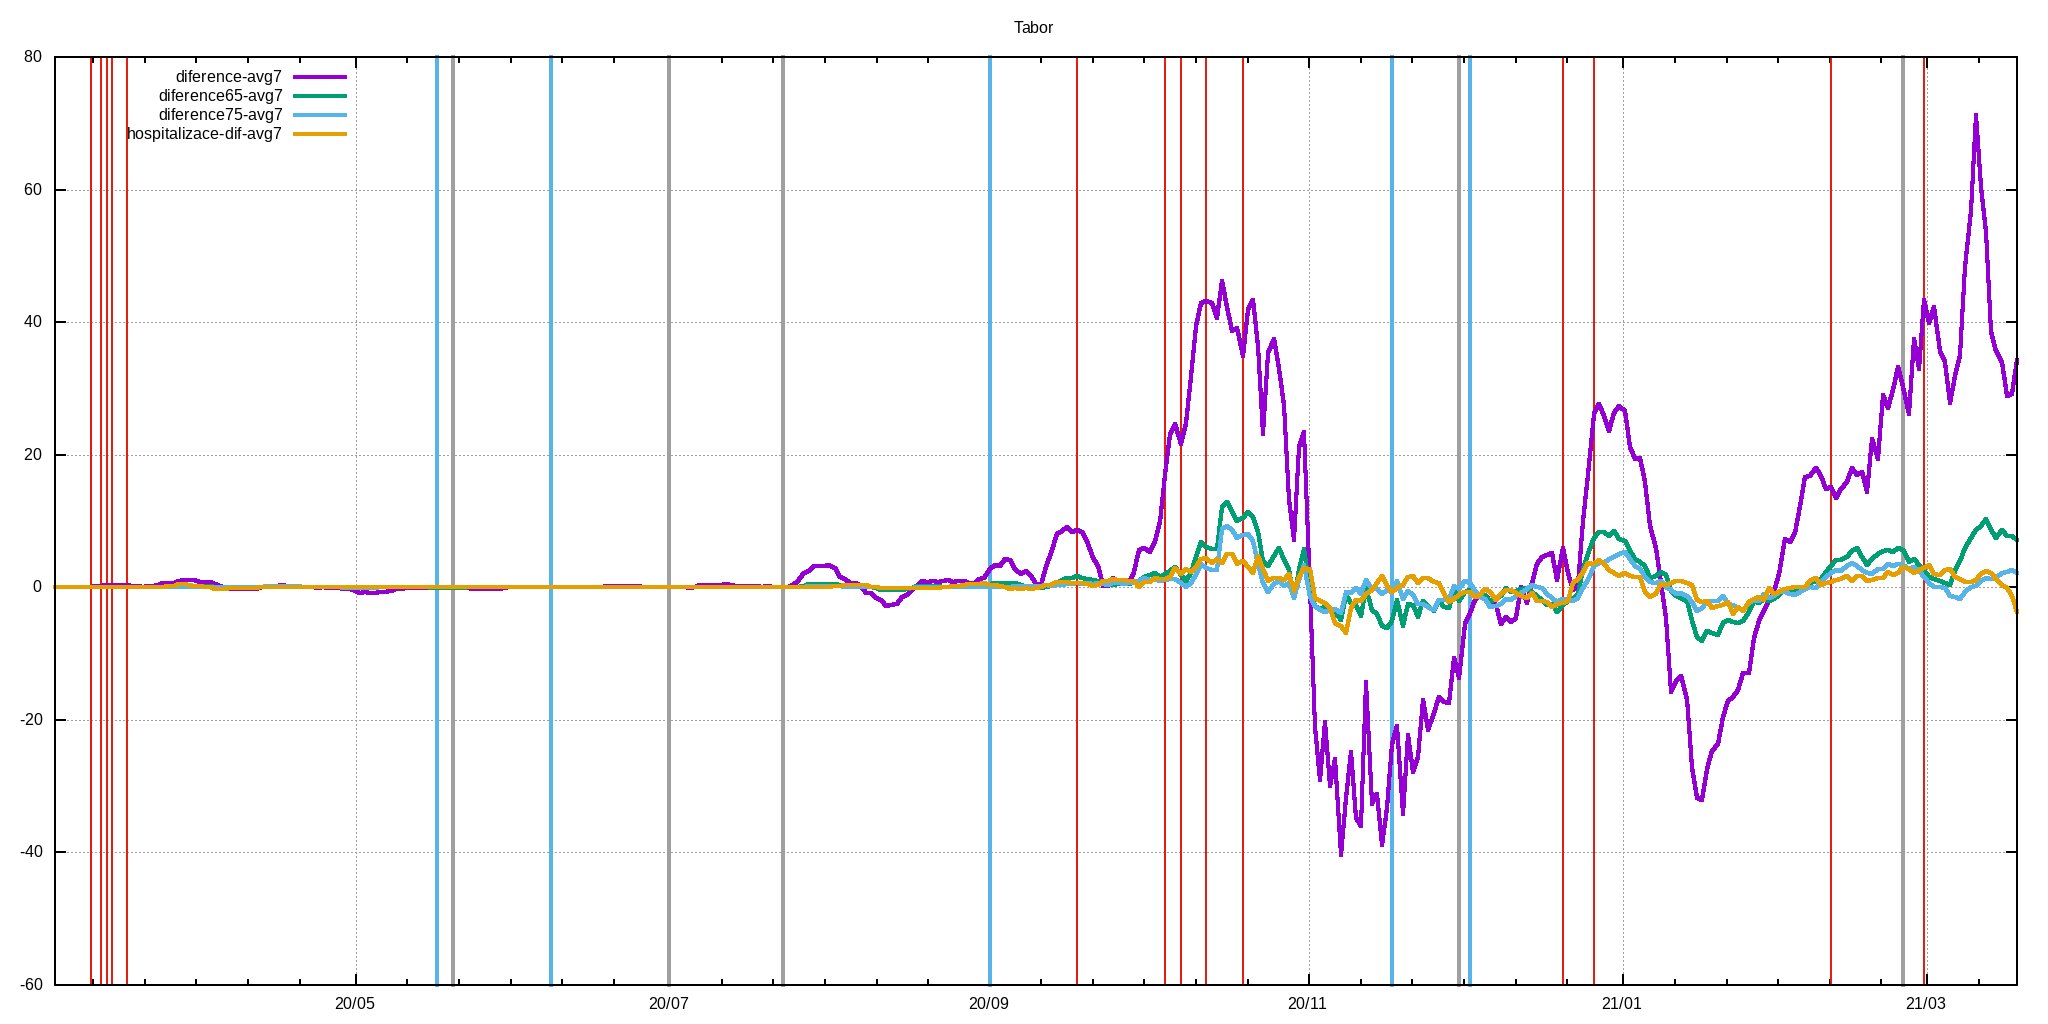 Tabor
80
60
40
20
0
-20
-40
-60
diference-avg7
diference65-avg7
diference75-avg7
hospitalizace-dif-avg7
20/05
20/07
20/09
20/11
21/01
21/03